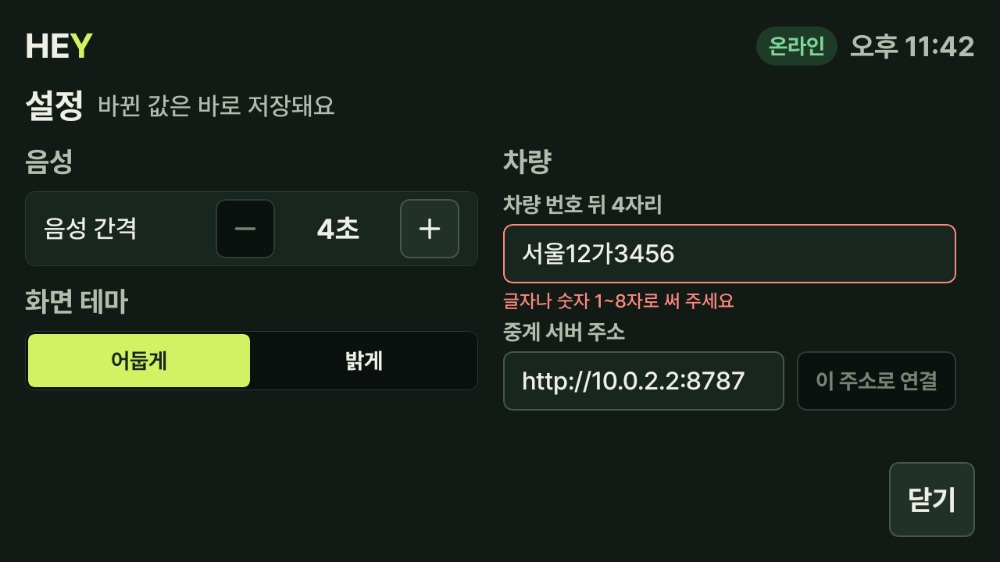 HEY
온라인 오후 11:42
설정 바뀐 값은 바로 저장돼요
음성
음성 간격 − 4초 +
화면 테마
어둡게 밝게
차량
차량 번호 뒤 4자리
서울12가3456
글자나 숫자 1~8자로 써 주세요
중계 서버 주소
http://10.0.2.2:8787 이 주소로 연결
닫기